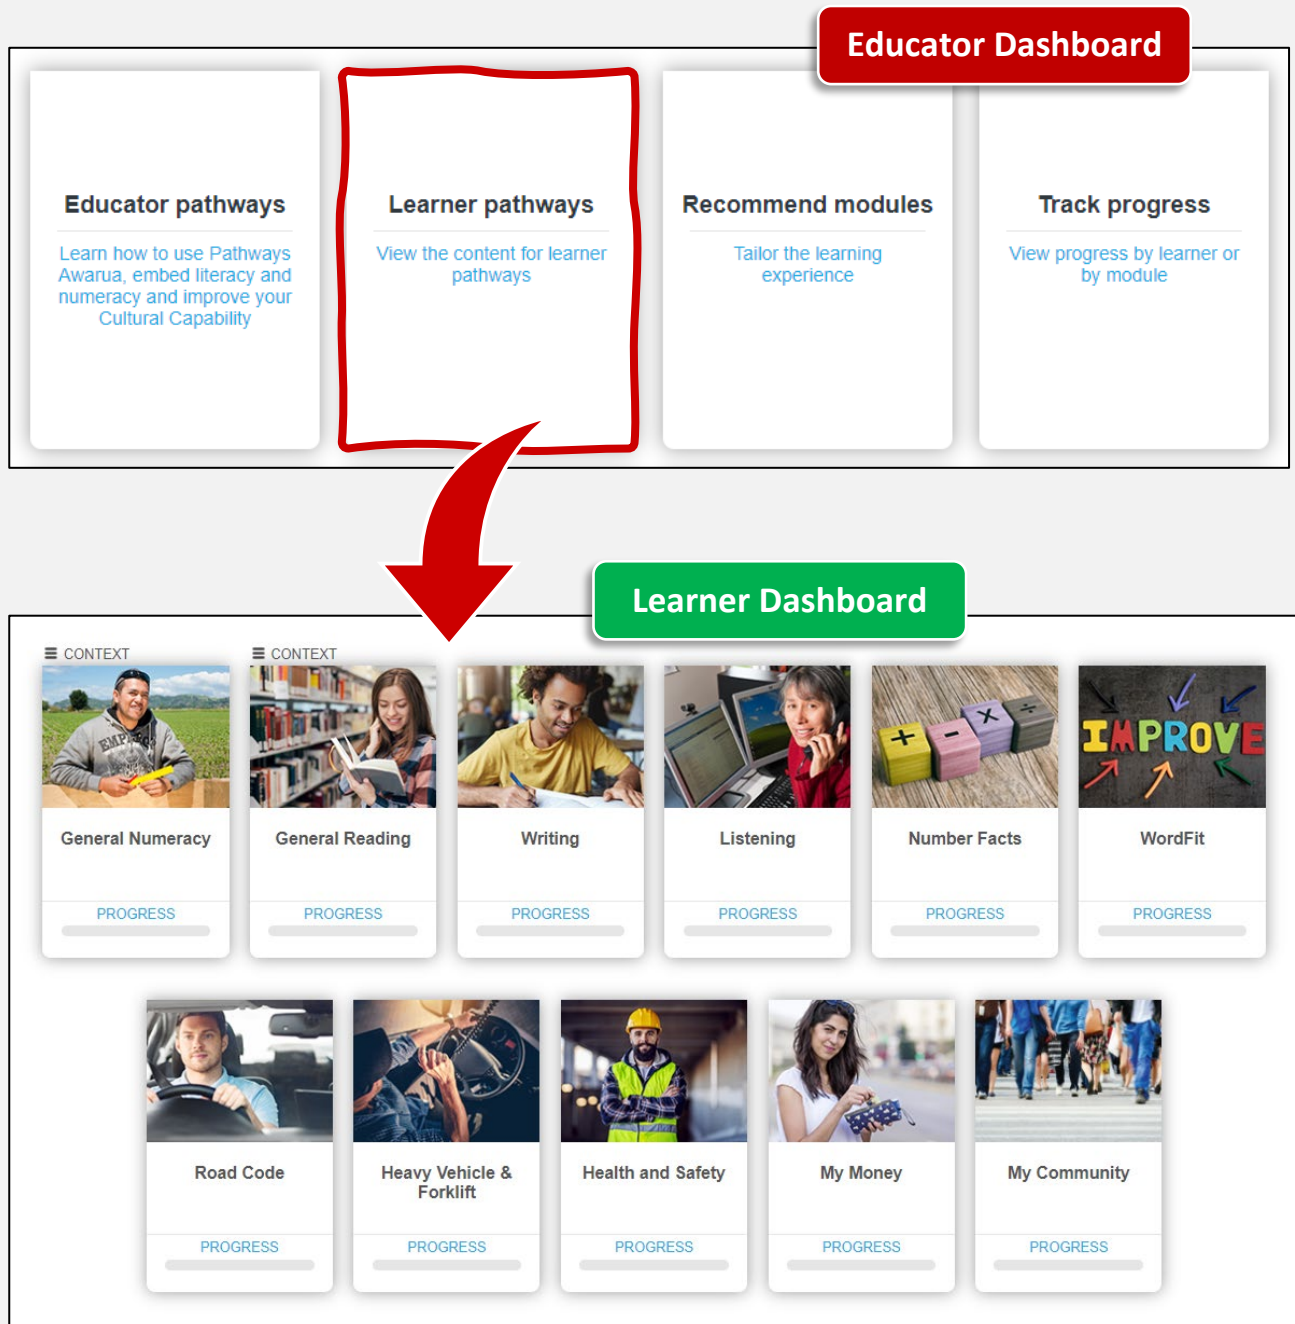 Educator Dashboard
Educator pathways
Learn how to use Pathways
Awarua, embed literacy and
numeracy and improve your
Cultural Capability
Learner pathways
View the content for learner
pathways
Recommend modules
Tailor the learning
experience
Track progress
View progress by learner or
by module
Learner Dashboard
CONTEXT
General Numeracy
PROGRESS
CONTEXT
General Reading
PROGRESS
Writing
PROGRESS
Listening
PROGRESS
+ - × ÷
Number Facts
PROGRESS
IMPROVE
WordFit
PROGRESS
Road Code
PROGRESS
Heavy Vehicle &
Forklift
PROGRESS
Health and Safety
PROGRESS
My Money
PROGRESS
My Community
PROGRESS